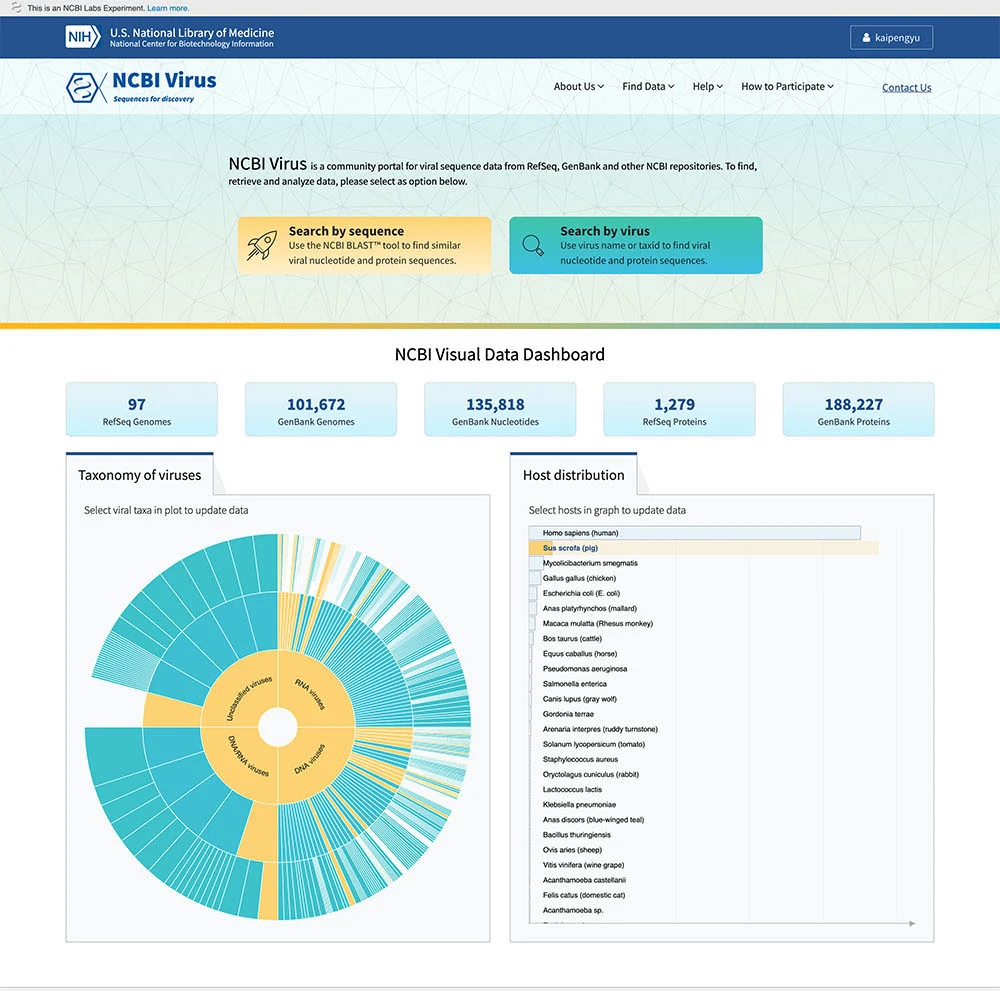 This is an NCBI Labs Experiment. Learn more.
NIH U.S. National Library of Medicine
National Center for Biotechnology Information
kaipengyu
NCBI Virus
Sequences for discovery
About Us Find Data Help How to Participate Contact Us
NCBI Virus is a community portal for viral sequence data from RefSeq, GenBank and other NCBI repositories. To find,
retrieve and analyze data, please select as option below.
Search by sequence
Use the NCBI BLAST™ tool to find similar
viral nucleotide and protein sequences.
Search by virus
Use virus name or taxid to find viral
nucleotide and protein sequences.
NCBI Visual Data Dashboard
97
RefSeq Genomes
101,672
GenBank Genomes
135,818
GenBank Nucleotides
1,279
RefSeq Proteins
188,227
GenBank Proteins
Taxonomy of viruses
Select viral taxa in plot to update data
Unclassified viruses
RNA viruses
DNA/RNA viruses
DNA viruses
Host distribution
Select hosts in graph to update data
Homo sapiens (human)
Sus scrofa (pig)
Mycolicibacterium smegmatis
Gallus gallus (chicken)
Escherichia coli (E. coli)
Anas platyrhynchos (mallard)
Macaca mulatta (Rhesus monkey)
Bos taurus (cattle)
Equus caballus (horse)
Pseudomonas aeruginosa
Salmonella enterica
Canis lupus (gray wolf)
Gordonia terrae
Arenaria interpres (ruddy turnstone)
Solanum lycopersicum (tomato)
Staphylococcus aureus
Oryctolagus cuniculus (rabbit)
Lactococcus lactis
Klebsiella pneumoniae
Anas discors (blue-winged teal)
Bacillus thuringiensis
Ovis aries (sheep)
Vitis vinifera (wine grape)
Acanthamoeba castellanii
Felis catus (domestic cat)
Acanthamoeba sp.